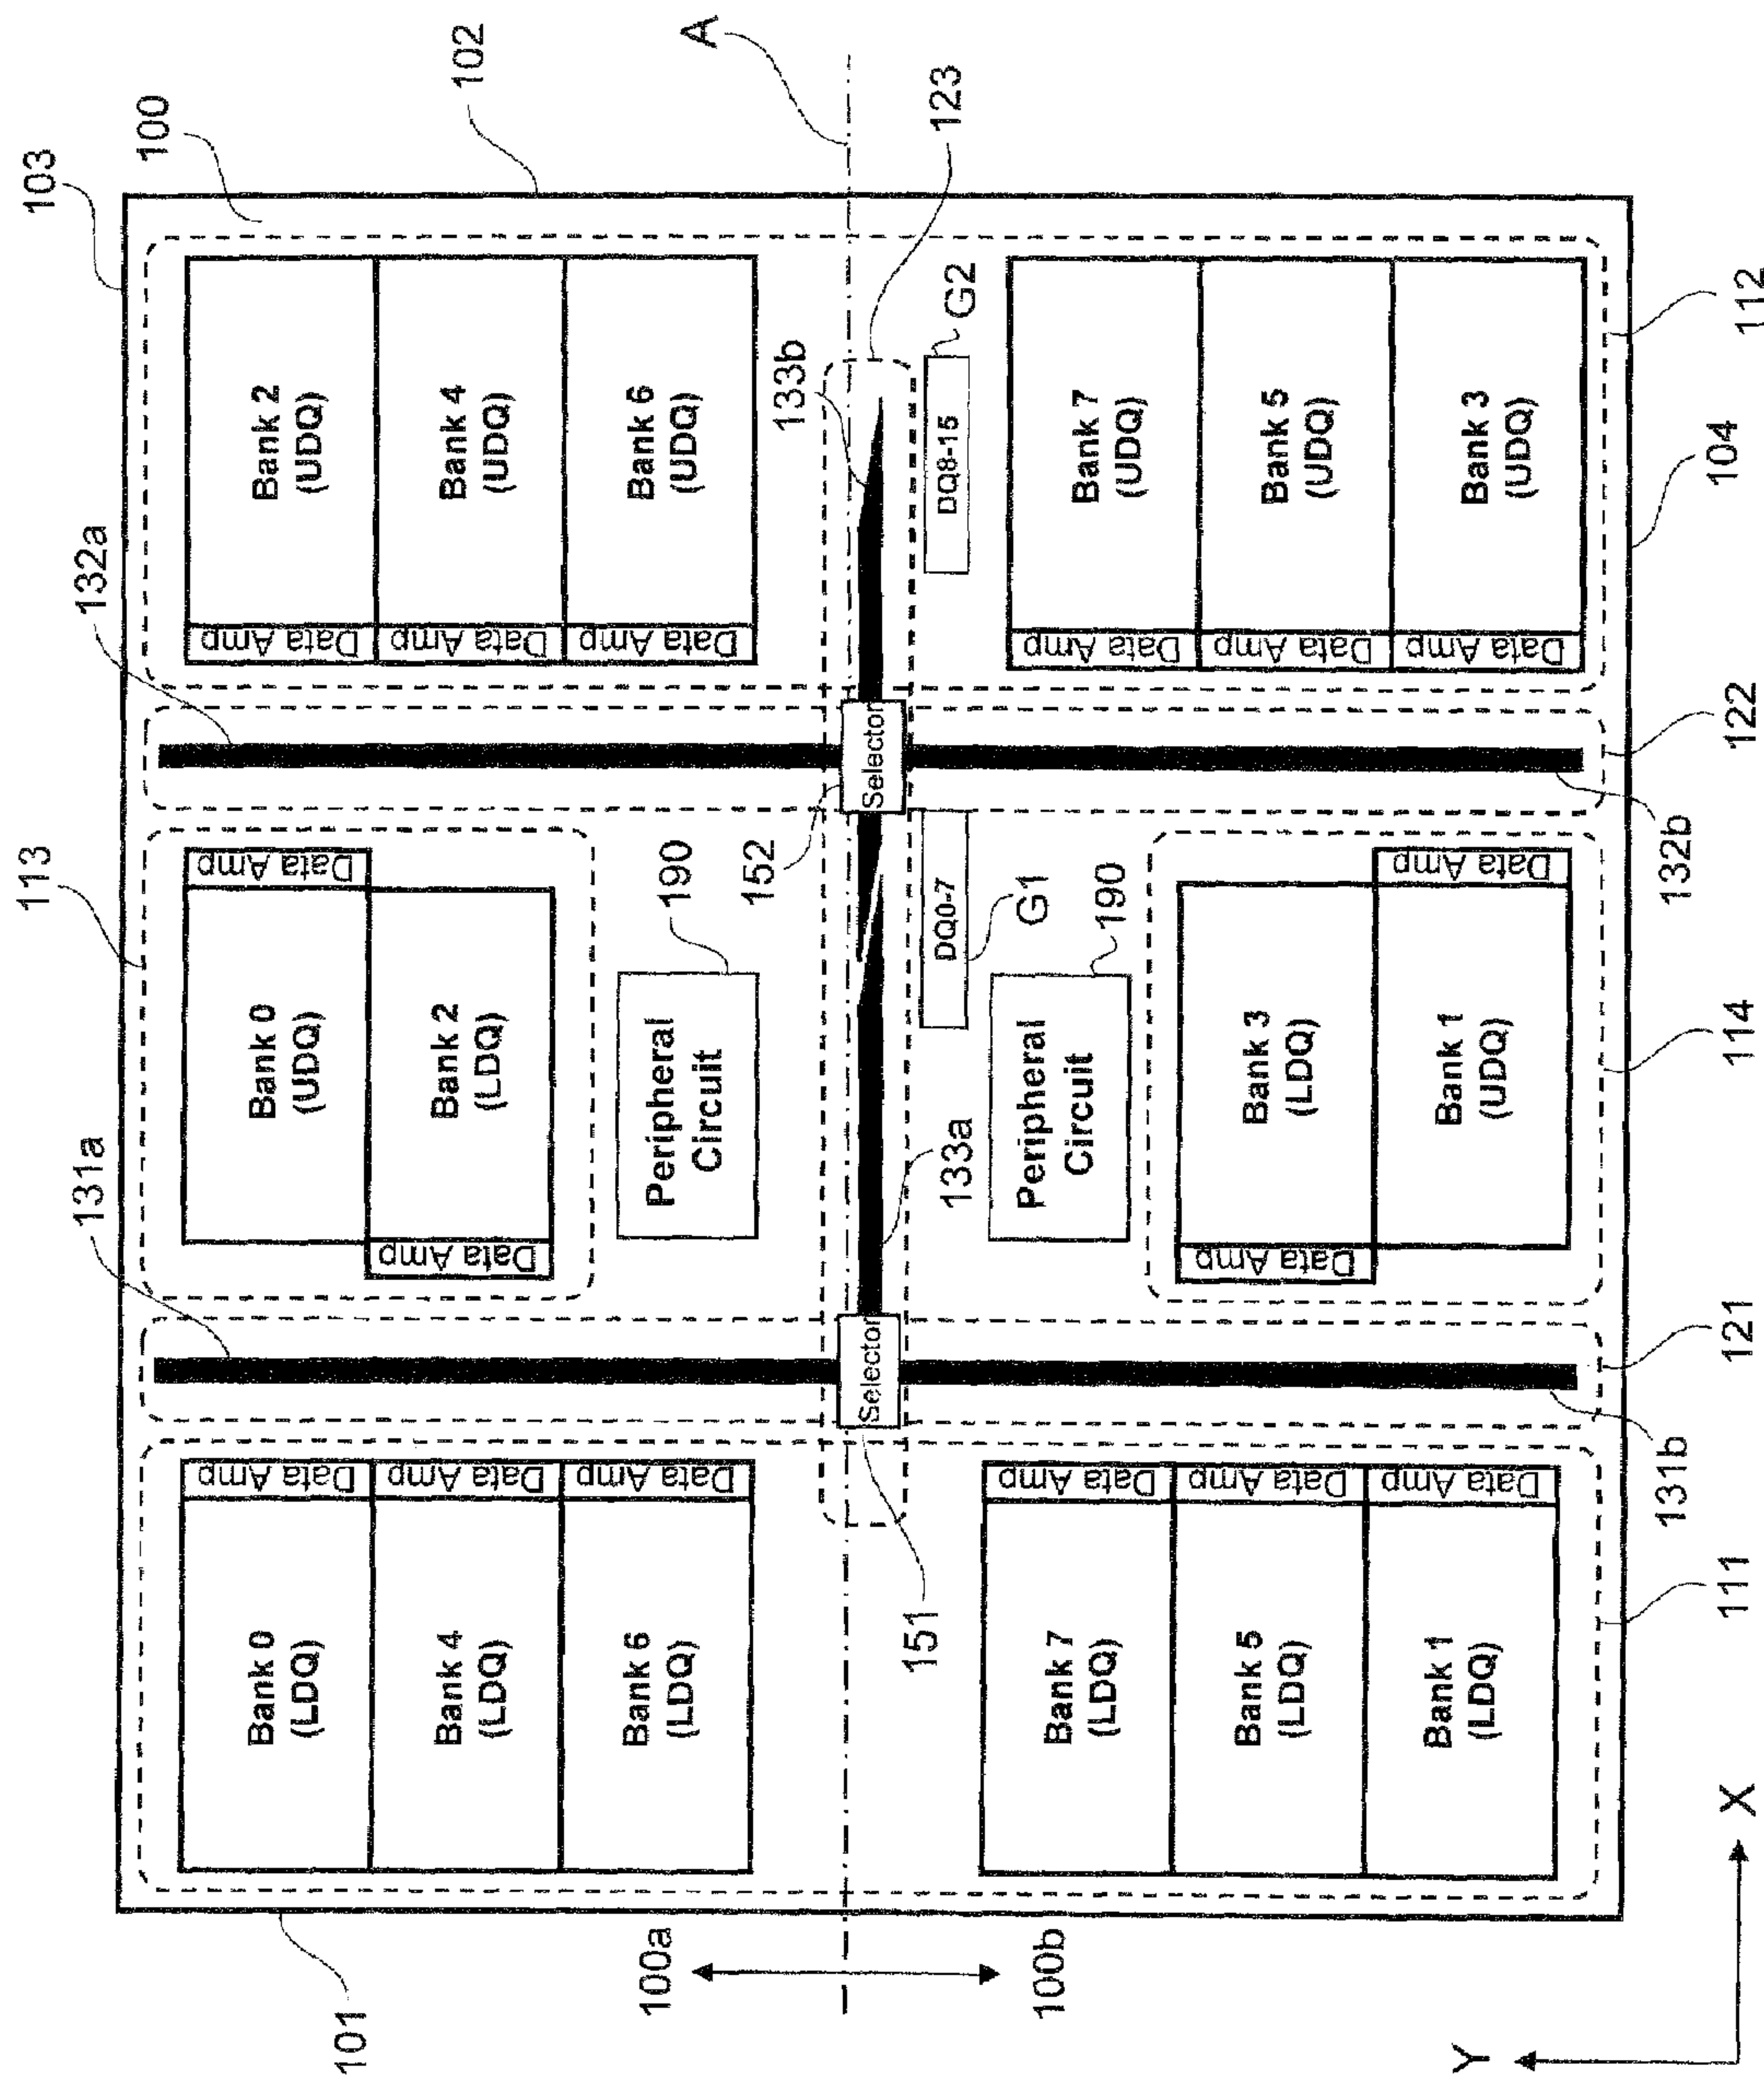 103
100
102
A
123
132a
113
131a
Bank 0
(LDQ)
Data Amp
Bank 4
(LDQ)
Data Amp
Bank 6
(LDQ)
Data Amp
Bank 0
(UDQ)
Data Amp
Bank 2
(LDQ)
Data Amp
Bank 2
(UDQ)
Data Amp
Bank 4
(UDQ)
Data Amp
Bank 6
(UDQ)
Data Amp
Peripheral
Circuit
190
152
133b
101
100a
100b
Selector
Selector
151
133a
DQ0-7
G1
DQ8-15
G2
Peripheral
Circuit
190
Bank 7
(LDQ)
Data Amp
Bank 5
(LDQ)
Data Amp
Bank 1
(LDQ)
Data Amp
Bank 3
(LDQ)
Data Amp
Bank 1
(UDQ)
Data Amp
Bank 7
(UDQ)
Data Amp
Bank 5
(UDQ)
Data Amp
Bank 3
(UDQ)
Data Amp
131b
132b
104
111
121
114
122
112
Y
X